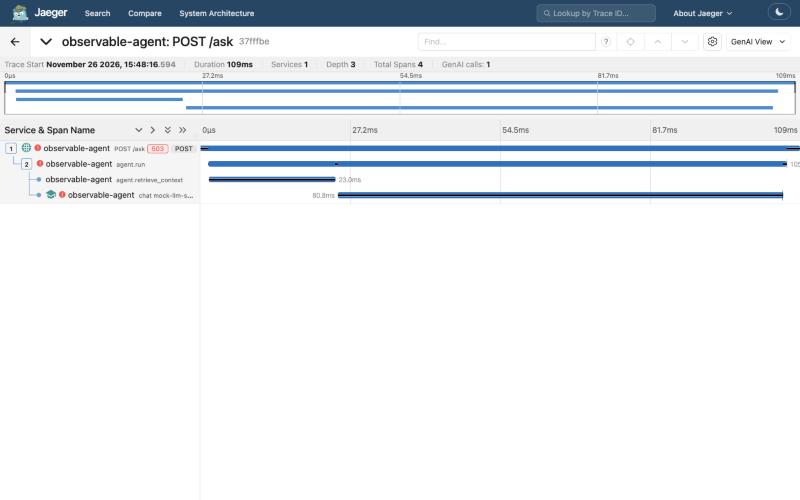 Jaeger Search Compare System Architecture Lookup by Trace ID... About Jaeger
observable-agent: POST /ask 37fffbe Find... ? GenAI View
Trace Start November 26 2026, 15:48:16.594 Duration 109ms Services 1 Depth 3 Total Spans 4 GenAI calls: 1
0μs 27.2ms 54.5ms 81.7ms 109ms
Service & Span Name 0μs 27.2ms 54.5ms 81.7ms 109ms
1 observable-agent POST /ask 503 POST
2 observable-agent agent.run 105
observable-agent agent.retrieve_context 23.0ms
observable-agent chat mock-llm-s... 80.8ms